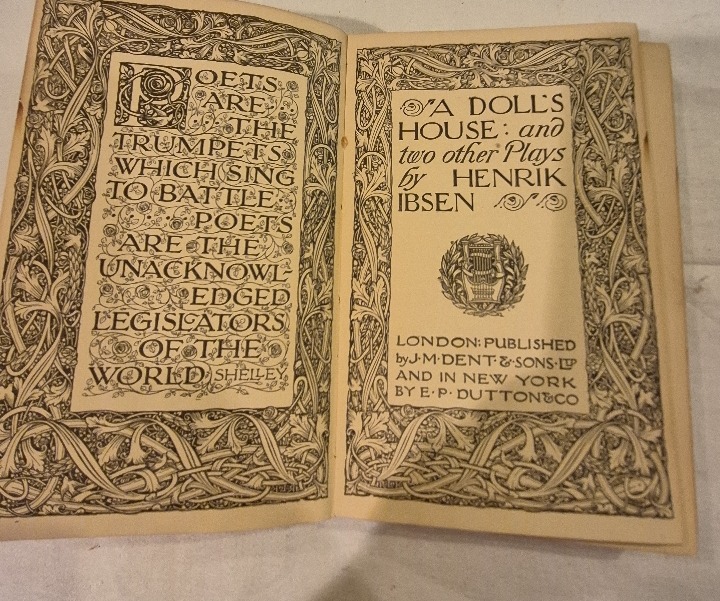 POETS
ARE
THE
TRUMPETS
WHICH SING
TO BATTLE
POETS
ARE THE
UNACKNOWL-
EDGED
LEGISLATORS
OF THE
WORLD SHELLEY
A DOLL'S
HOUSE: and
two other Plays
by HENRIK
IBSEN
LONDON: PUBLISHED
by J·M·DENT·&·SONS·LTD
AND IN NEW YORK
BY E·P·DUTTON & CO